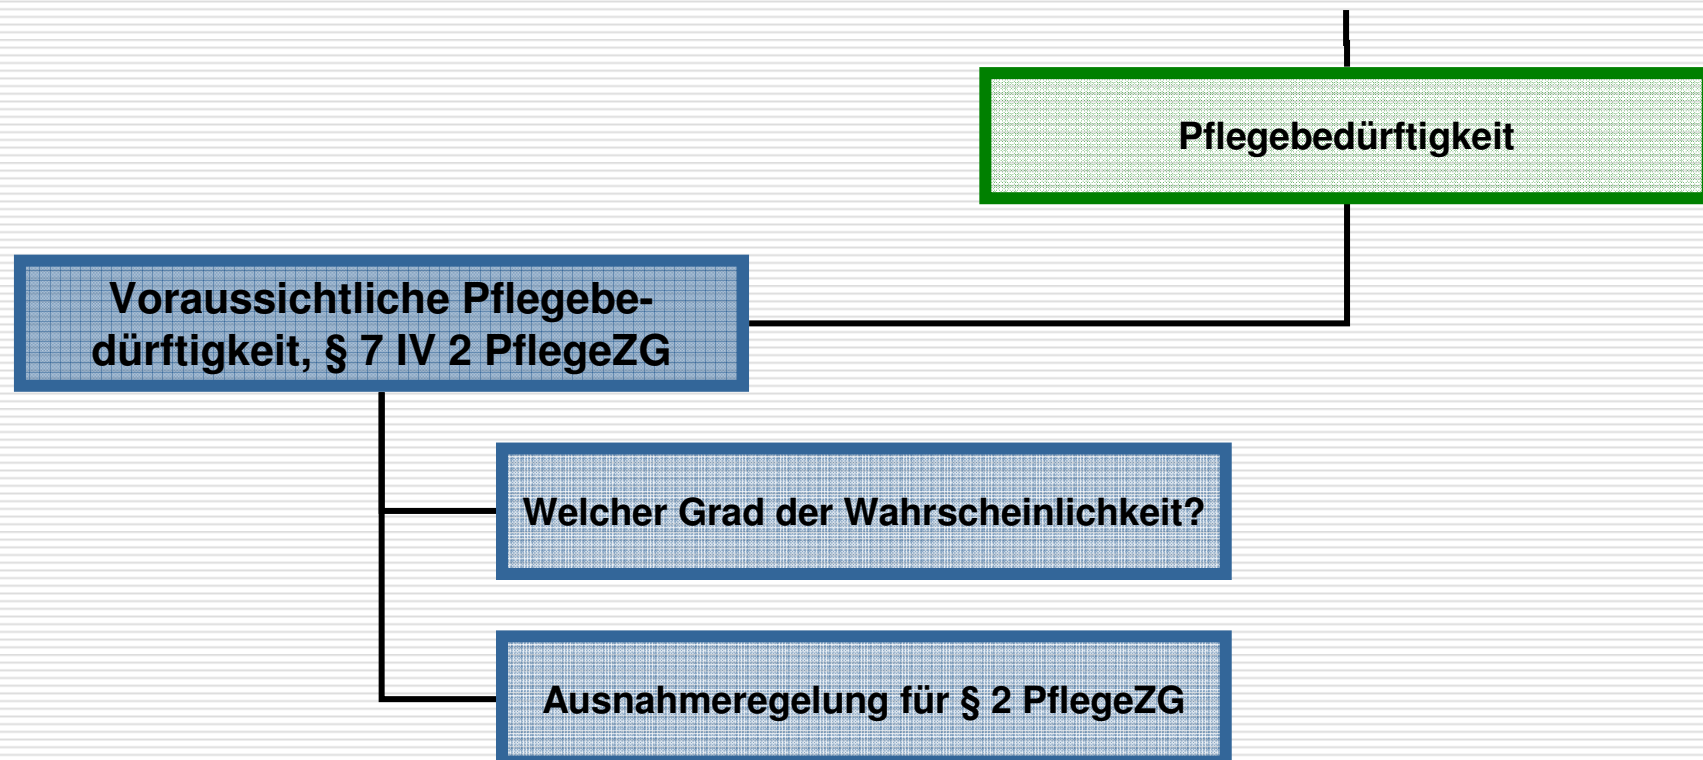 Pflegebedürftigkeit
Voraussichtliche Pflegebe-
dürftigkeit, § 7 IV 2 PflegeZG
Welcher Grad der Wahrscheinlichkeit?
Ausnahmeregelung für § 2 PflegeZG